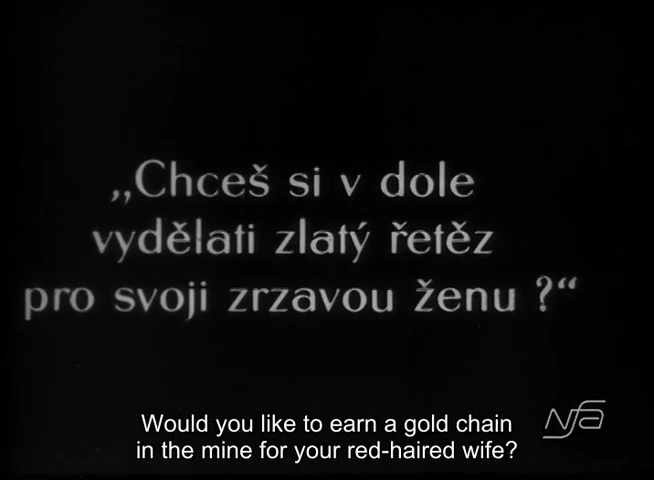 „Chceš si v dole
vydělati zlatý řetěz
pro svoji zrzavou ženu ?“
Would you like to earn a gold chain
in the mine for your red-haired wife?
Nfa